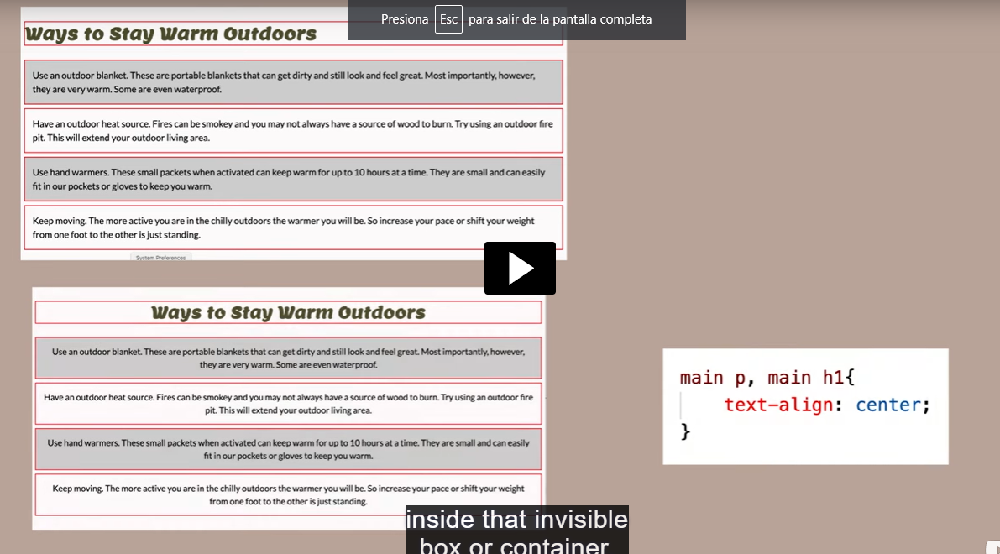 Presiona Esc para salir de la pantalla completa
Ways to Stay Warm Outdoors
Use an outdoor blanket. These are portable blankets that can get dirty and still look and feel great. Most importantly, however,
they are very warm. Some are even waterproof.
Have an outdoor heat source. Fires can be smokey and you may not always have a source of wood to burn. Try using an outdoor fire
pit. This will extend your outdoor living area.
Use hand warmers. These small packets when activated can keep warm for up to 10 hours at a time. They are small and can easily
fit in our pockets or gloves to keep you warm.
Keep moving. The more active you are in the chilly outdoors the warmer you will be. So increase your pace or shift your weight
from one foot to the other is just standing.
System Preferences
Ways to Stay Warm Outdoors
Use an outdoor blanket. These are portable blankets that can get dirty and still look and feel great. Most importantly, however,
they are very warm. Some are even waterproof.
Have an outdoor heat source. Fires can be smokey and you may not always have a source of wood to burn. Try using an outdoor fire
pit. This will extend your outdoor living area.
Use hand warmers. These small packets when activated can keep warm for up to 10 hours at a time. They are small and can easily
fit in our pockets or gloves to keep you warm.
Keep moving. The more active you are in the chilly outdoors the warmer you will be. So increase your pace or shift your weight
from one foot to the other is just standing.
main p, main h1{
text-align: center;
}
inside that invisible
box or container